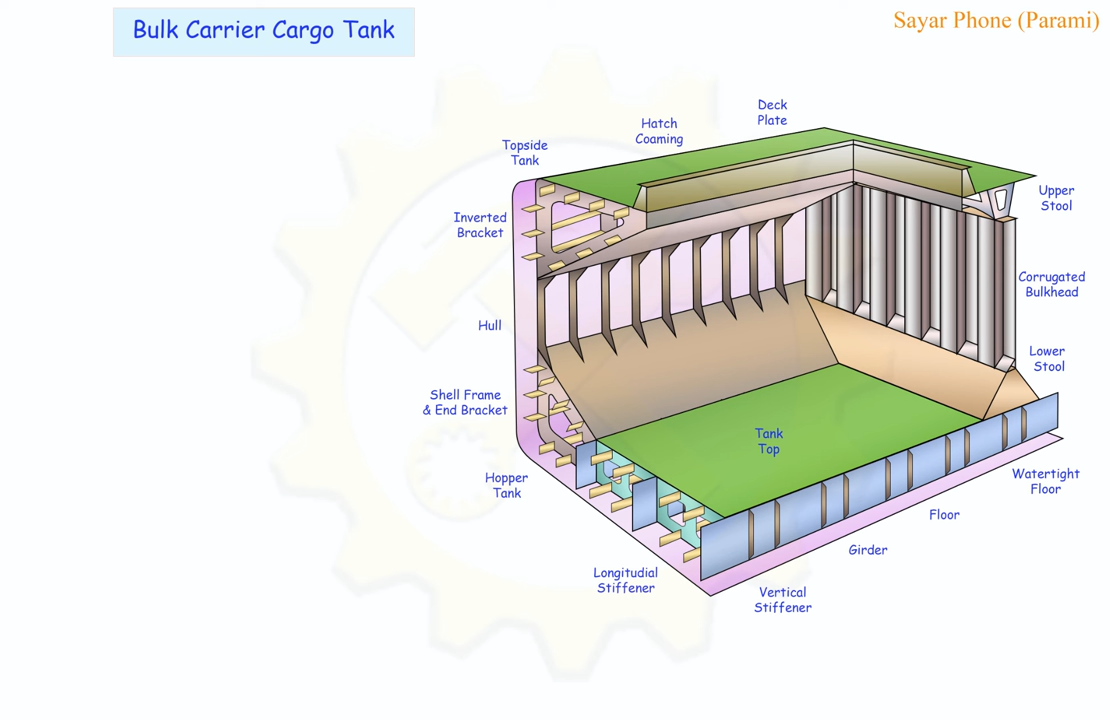 Bulk Carrier Cargo Tank
Sayar Phone (Parami)
Deck
Plate
Hatch
Coaming
Topside
Tank
Upper
Stool
Inverted
Bracket
Corrugated
Bulkhead
Hull
Lower
Stool
Shell Frame
& End Bracket
Tank
Top
Hopper
Tank
Watertight
Floor
Floor
Girder
Longitudial
Stiffener
Vertical
Stiffener